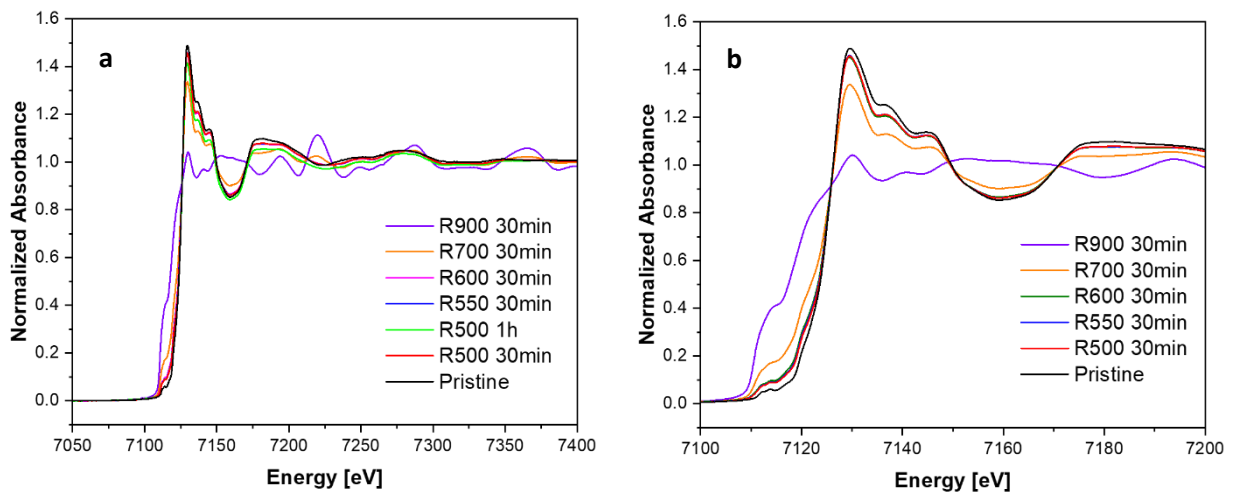 a
Normalized Absorbance
1.6
1.4
1.2
1.0
0.8
0.6
0.4
0.2
0.0
R900 30min
R700 30min
R600 30min
R550 30min
R500 1h
R500 30min
Pristine
7050 7100 7150 7200 7250 7300 7350 7400
Energy [eV]
b
Normalized Absorbance
1.6
1.4
1.2
1.0
0.8
0.6
0.4
0.2
0.0
R900 30min
R700 30min
R600 30min
R550 30min
R500 30min
Pristine
7100 7120 7140 7160 7180 7200
Energy [eV]